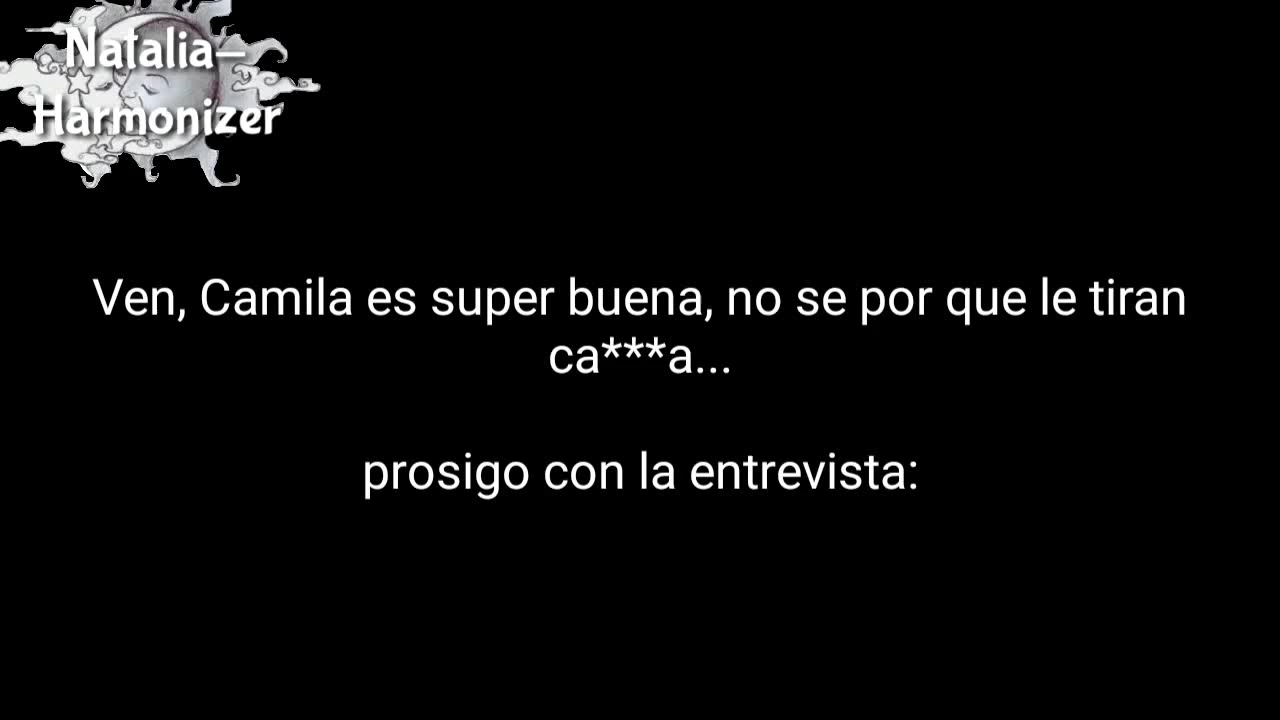 Natalia-
Harmonizer
Ven, Camila es super buena, no se por que le tiran
ca***a...
prosigo con la entrevista: